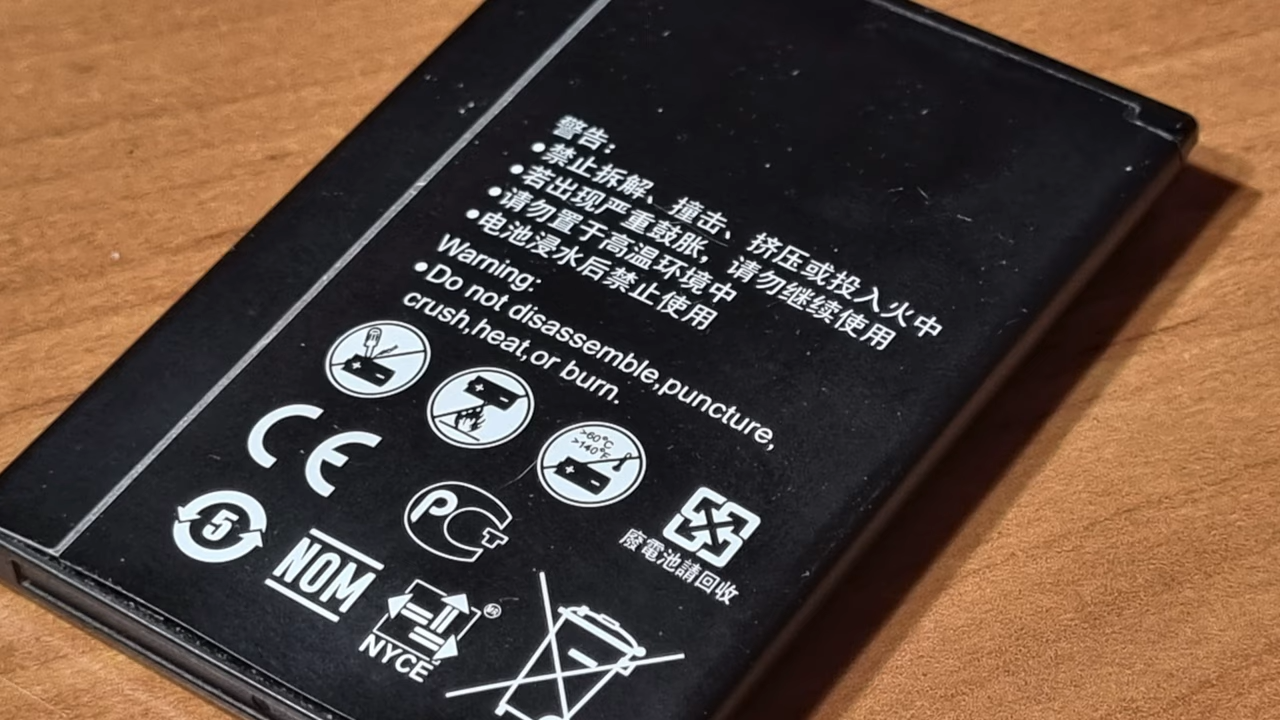 警告:
•禁止拆解、撞击、挤压或投入火中
•若出现严重鼓胀,请勿继续使用
•请勿置于高温环境中
•电池浸水后禁止使用
Warning:
•Do not disassemble,puncture,
crush,heat,or burn.
>60°C
>140°F
CE
5
PCT
廢電池請回收
NOM
NYCE